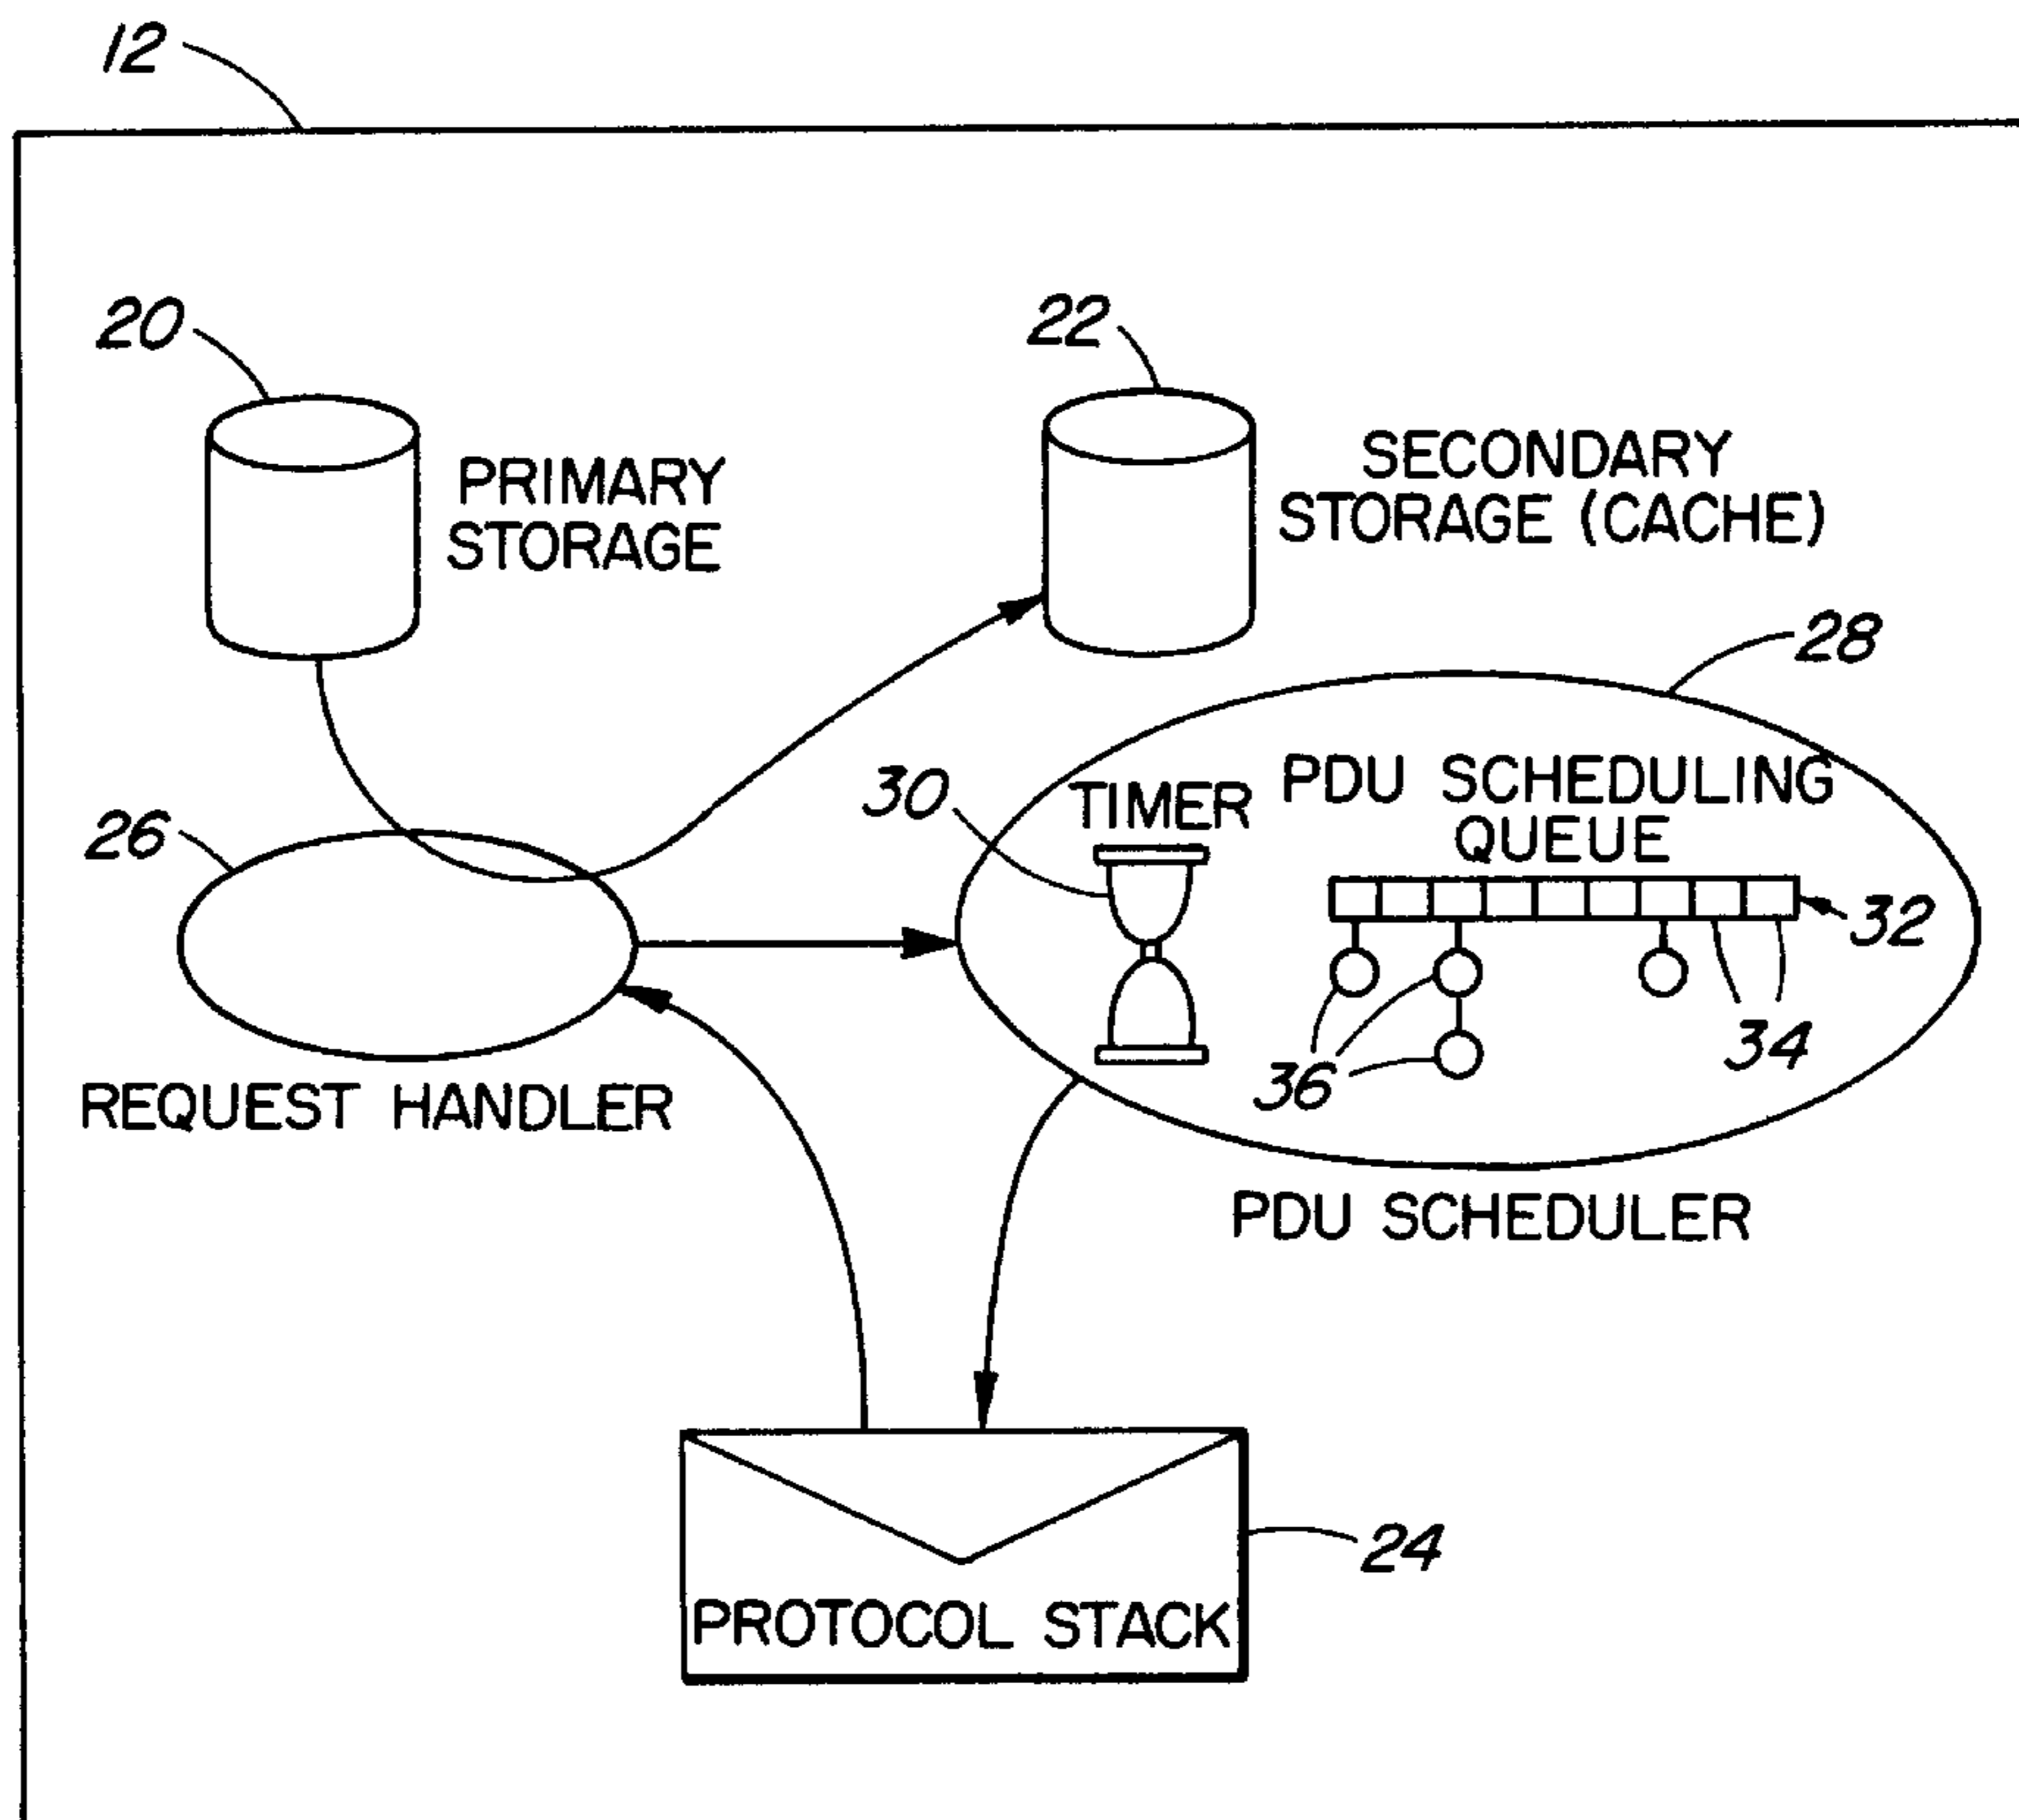 12
20
22
PRIMARY
STORAGE
SECONDARY
STORAGE (CACHE)
28
26
30
TIMER
PDU SCHEDULING
QUEUE
32
34
36
REQUEST HANDLER
PDU SCHEDULER
24
PROTOCOL STACK